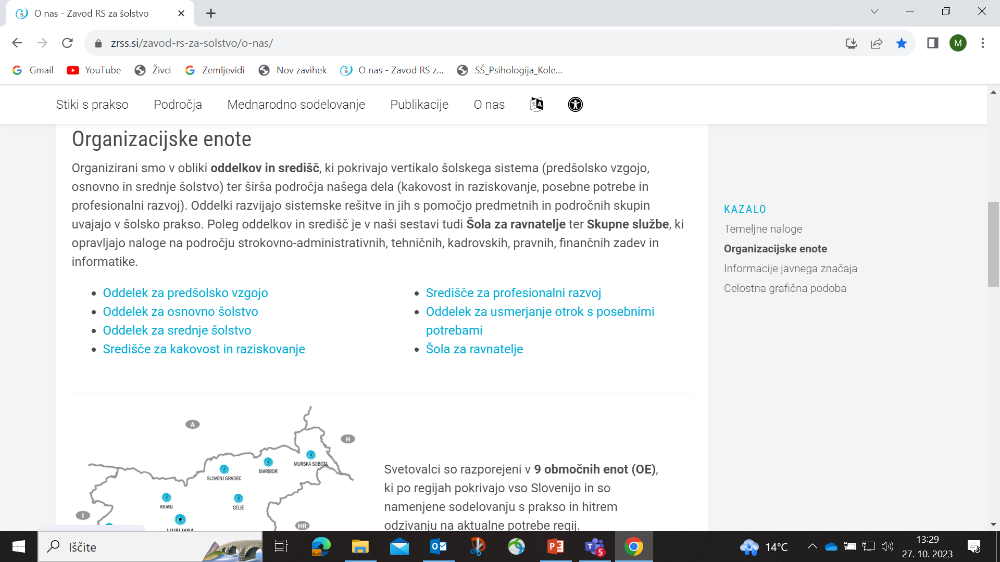 O nas - Zavod RS za šolstvo
zrss.si/zavod-rs-za-solstvo/o-nas/
M
Gmail
YouTube
Živci
Zemljevidi
Nov zavihek
O nas - Zavod RS z...
SŠ_Psihologija_Kole...
Stiki s prakso
Področja
Mednarodno sodelovanje
Publikacije
O nas
Organizacijske enote
Organizirani smo v obliki oddelkov in središč, ki pokrivajo vertikalo šolskega sistema (predšolsko vzgojo,
osnovno in srednje šolstvo) ter širša področja našega dela (kakovost in raziskovanje, posebne potrebe in
profesionalni razvoj). Oddelki razvijajo sistemske rešitve in jih s pomočjo predmetnih in področnih skupin
uvajajo v šolsko prakso. Poleg oddelkov in središč je v naši sestavi tudi Šola za ravnatelje ter Skupne službe, ki
opravljajo naloge na področju strokovno-administrativnih, tehničnih, kadrovskih, pravnih, finančnih zadev in
informatike.
Oddelek za predšolsko vzgojo
Oddelek za osnovno šolstvo
Oddelek za srednje šolstvo
Središče za kakovost in raziskovanje
Središče za profesionalni razvoj
Oddelek za usmerjanje otrok s posebnimi
potrebami
Šola za ravnatelje
KAZALO
Temeljne naloge
Organizacijske enote
Informacije javnega značaja
Celostna grafična podoba
A
H
MURSKA SOBOTA
MARIBOR
SLOVENJ GRADEC
KRANJ
CELJE
I
HR
LJUBLJANA
Svetovalci so razporejeni v 9 območnih enot (OE),
ki po regijah pokrivajo vso Slovenijo in so
namenjene sodelovanju s prakso in hitrem
odzivanju na aktualne potrebe regij.
Iščite
5
14°C
13:29
27. 10. 2023